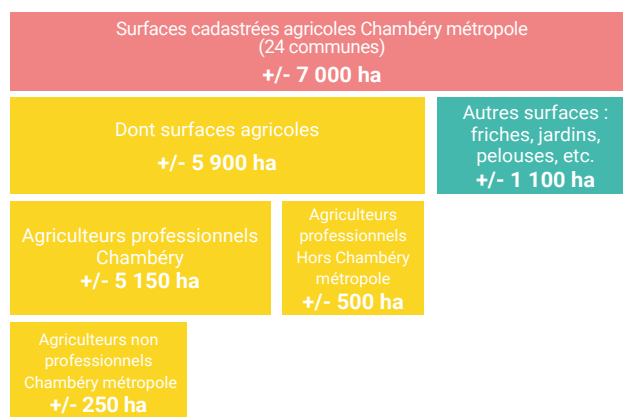 Surfaces cadastrées agricoles Chambéry métropole
(24 communes)
+/- 7 000 ha
Dont surfaces agricoles
+/- 5 900 ha
Autres surfaces :
friches, jardins,
pelouses, etc.
+/- 1 100 ha
Agriculteurs professionnels
Chambéry
+/- 5 150 ha
Agriculteurs
professionnels
Hors Chambéry
métropole
+/- 500 ha
Agriculteurs non
professionnels
Chambéry métropole
+/- 250 ha